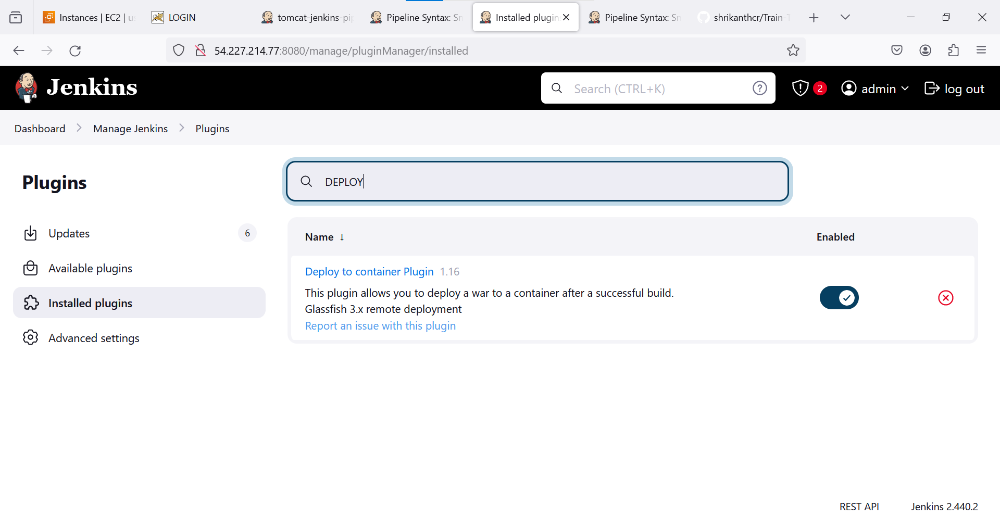 Instances | EC2 | us
LOGIN
tomcat-jenkins-pip
Pipeline Syntax: Sn
Installed plugin
Pipeline Syntax: Sn
shrikanthcr/Train-T
54.227.214.77:8080/manage/pluginManager/installed
Jenkins
Search (CTRL+K)
2
admin
log out
Dashboard
Manage Jenkins
Plugins
Plugins
DEPLOY
Updates
6
Available plugins
Installed plugins
Advanced settings
Name ↓
Enabled
Deploy to container Plugin 1.16
This plugin allows you to deploy a war to a container after a successful build.
Glassfish 3.x remote deployment
Report an issue with this plugin
REST API
Jenkins 2.440.2